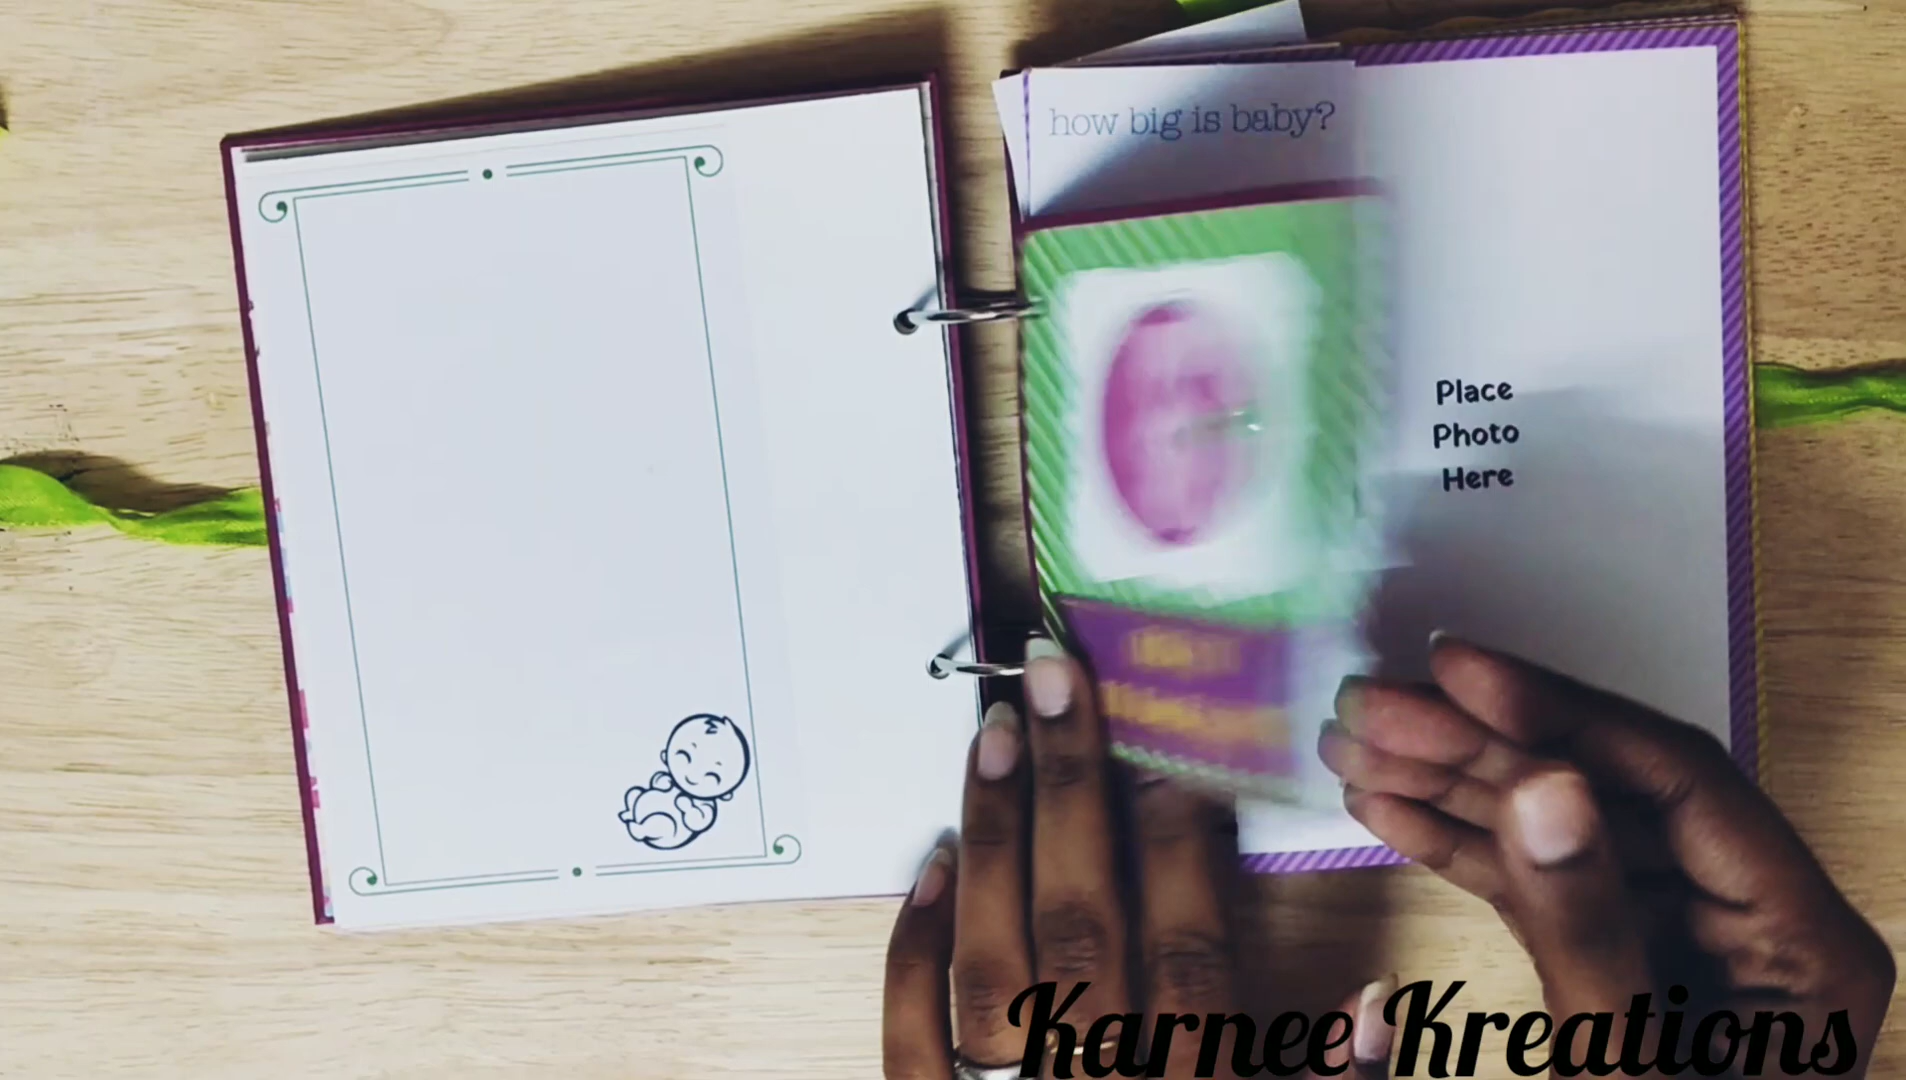 how big is baby?
Place
Photo
Here
Karnee Kreations